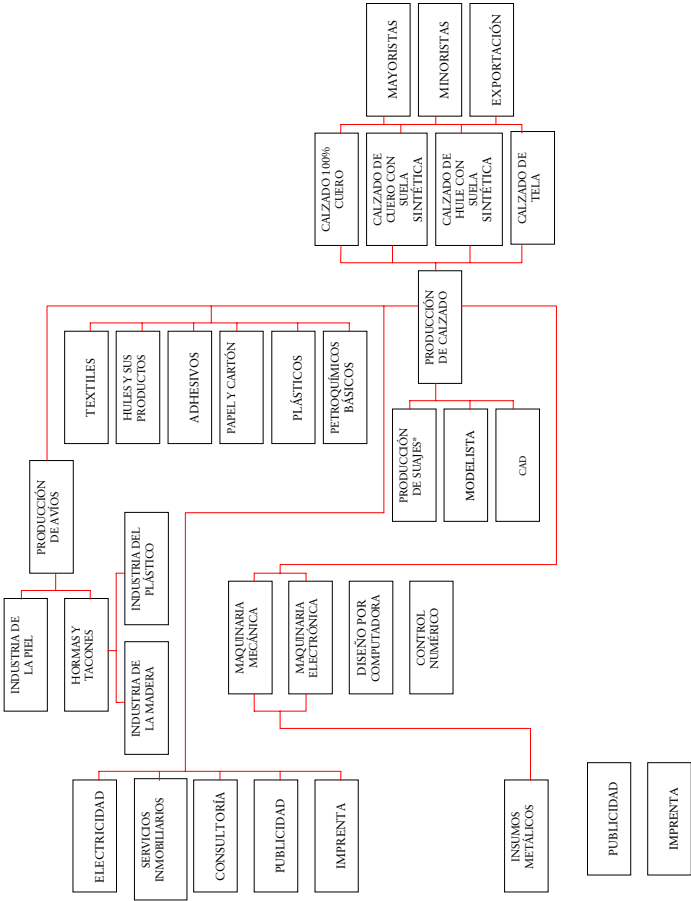 INDUSTRIA DE
LA PIEL
HORMAS Y
TACONES
PRODUCCIÓN
DE AVÍOS
INDUSTRIA DE
LA MADERA
INDUSTRIA DEL
PLÁSTICO
TEXTILES
HULES Y SUS
PRODUCTOS
ADHESIVOS
PAPEL Y CARTÓN
PLÁSTICOS
PETROQUÍMICOS
BÁSICOS
ELECTRICIDAD
SERVICIOS
INMOBILIARIOS
CONSULTORÍA
PUBLICIDAD
IMPRENTA
MAQUINARIA
MECÁNICA
MAQUINARIA
ELECTRÓNICA
DISEÑO POR
COMPUTADORA
CONTROL
NUMÉRICO
PRODUCCIÓN
DE SUAJES*
MODELISTA
CAD
PRODUCCIÓN
DE CALZADO
CALZADO 100%
CUERO
CALZADO DE
CUERO CON
SUELA
SINTÉTICA
CALZADO DE
HULE CON
SUELA
SINTÉTICA
CALZADO DE
TELA
MAYORISTAS
MINORISTAS
EXPORTACIÓN
INSUMOS
METÁLICOS
PUBLICIDAD
IMPRENTA